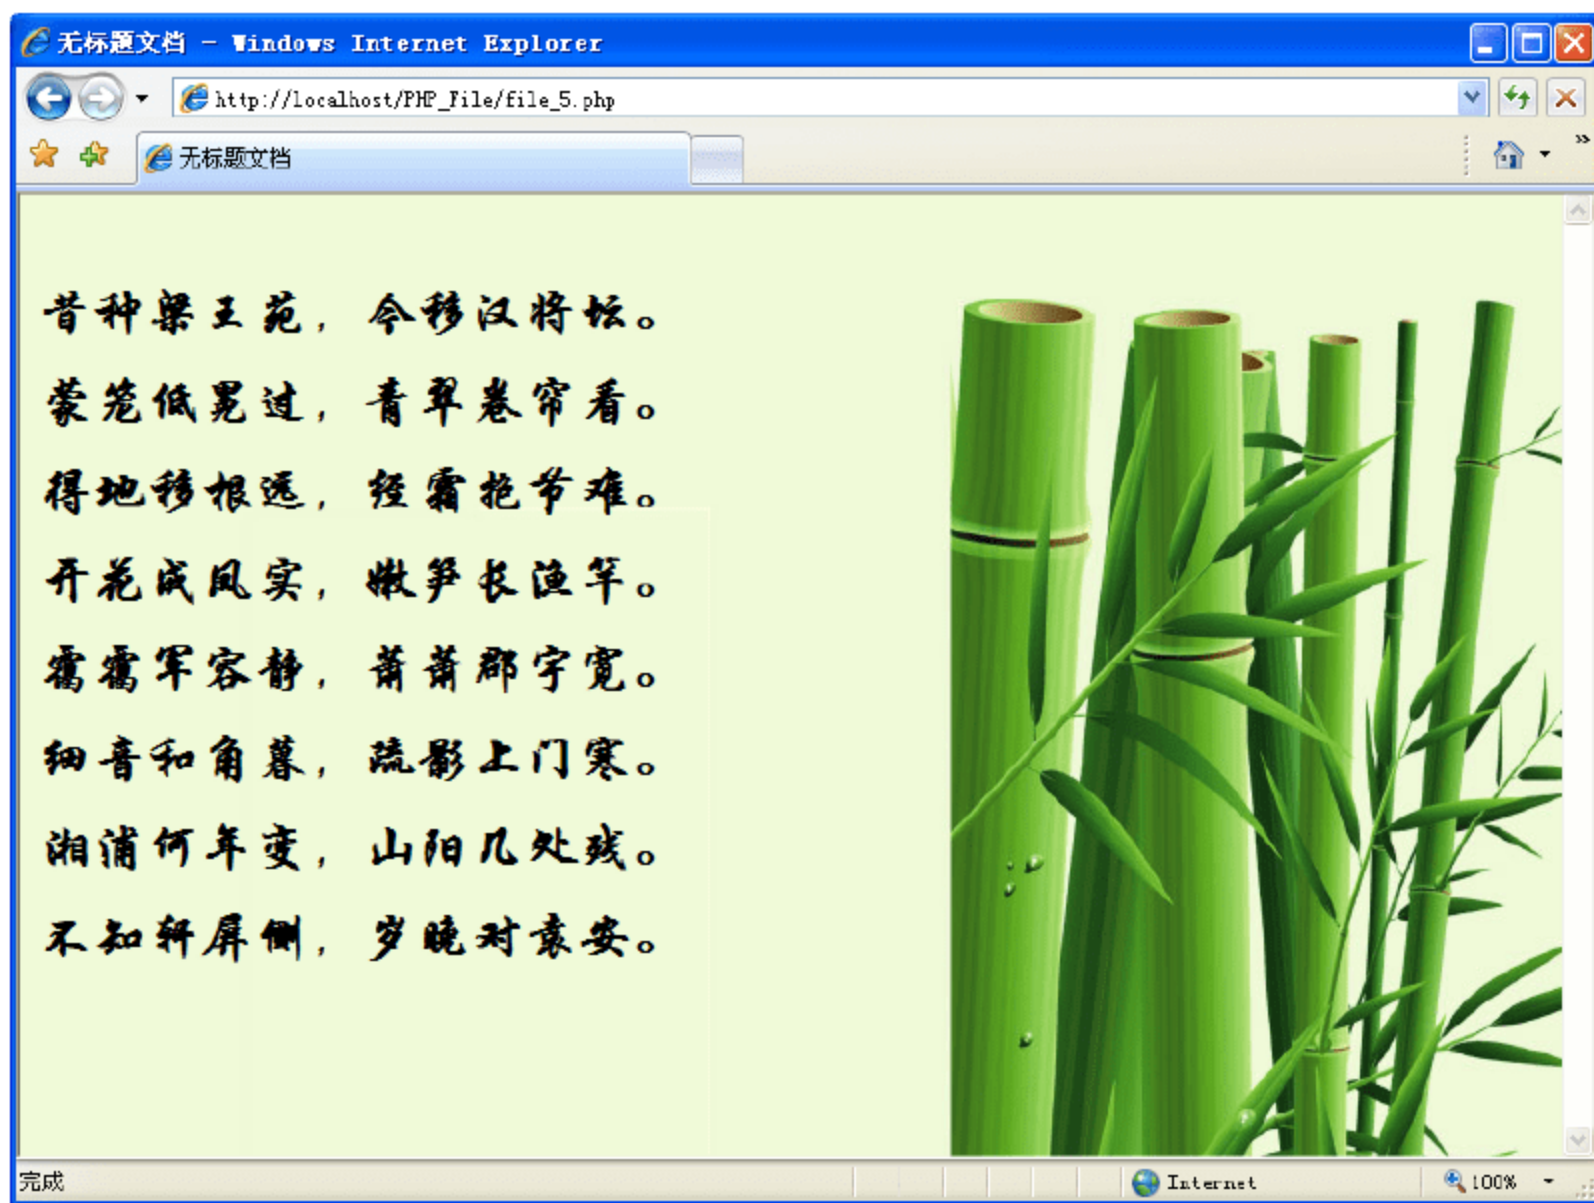 无标题文档 - Windows Internet Explorer
http://localhost/PHP_File/file_5.php
无标题文档
昔种梁王苑，今移汉将坛。
蒙笼低冕过，青翠卷帘看。
得地移根远，经霜抱节难。
开花成凤实，嫩笋长渔竿。
霭霭军容静，萧萧郡宇宽。
细音和角暮，疏影上门寒。
湘浦何年变，山阳几处残。
不知轩屏侧，岁晚对袁安。
完成
Internet
100%